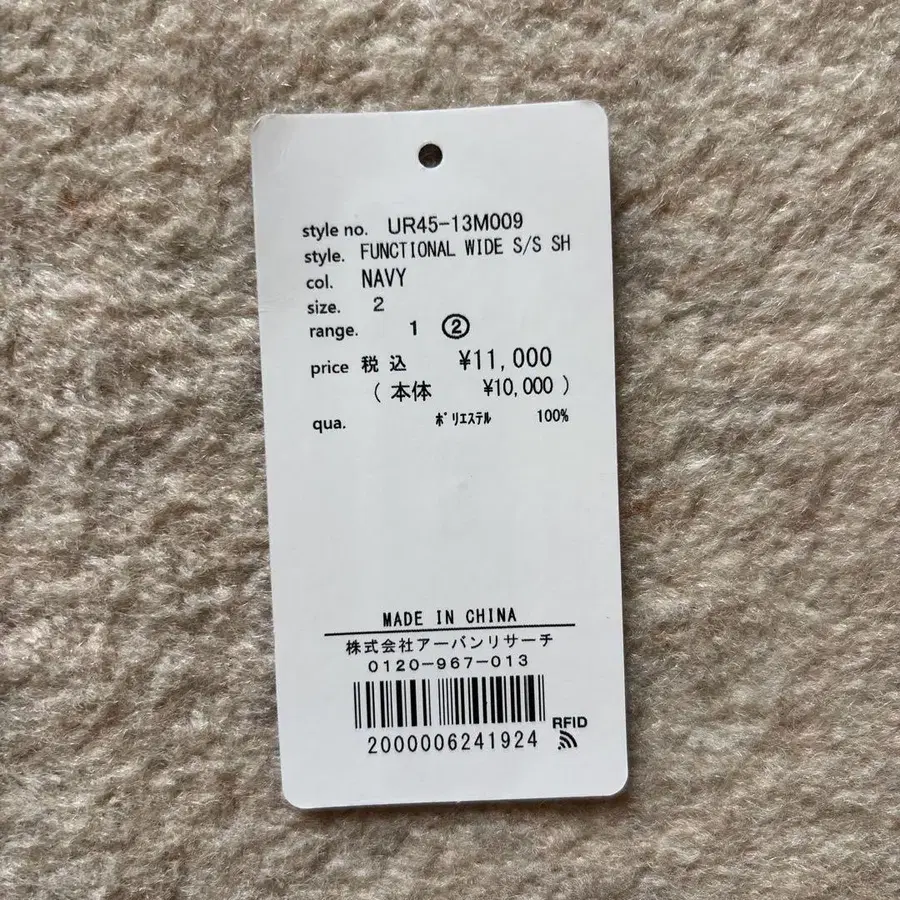 style no. UR45-13M009
style. FUNCTIONAL WIDE S/S SH
col. NAVY
size. 2
range. 1 ②
price 税込 ¥11,000
(本体 ¥10,000)
qua. ﾎﾟﾘｴｽﾃﾙ 100%
MADE IN CHINA
株式会社アーバンリサーチ
0120-967-013
RFID
2000006241924